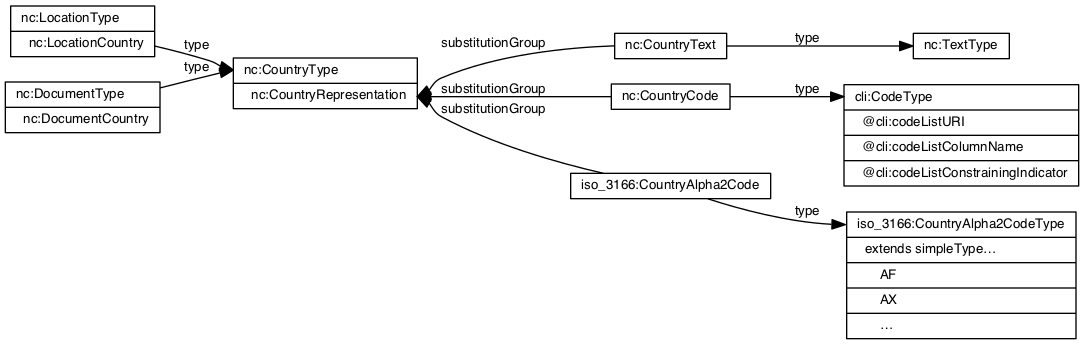 nc:LocationType
nc:LocationCountry
type
type
nc:DocumentType
nc:DocumentCountry
nc:CountryType
nc:CountryRepresentation
substitutionGroup
substitutionGroup
substitutionGroup
nc:CountryText
type
nc:TextType
nc:CountryCode
type
cli:CodeType
@cli:codeListURI
@cli:codeListColumnName
@cli:codeListConstrainingIndicator
iso_3166:CountryAlpha2Code
type
iso_3166:CountryAlpha2CodeType
extends simpleType…
AF
AX
…